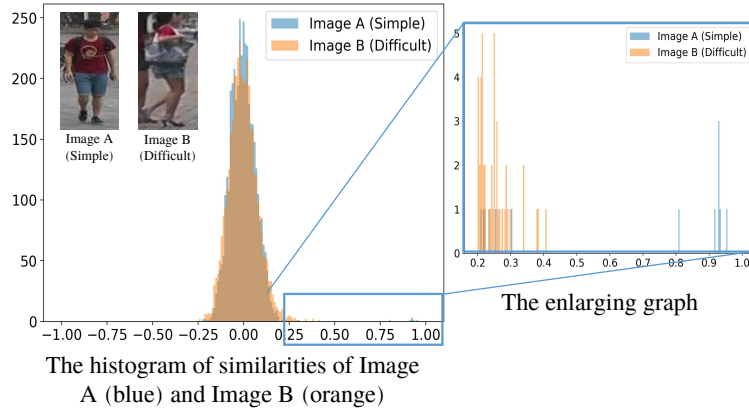 250
200
150
100
50
0
−1.00 −0.75 −0.50 −0.25 0.00 0.25 0.50 0.75 1.00
Image A (Simple)
Image B (Difficult)
Image A
(Simple)
Image B
(Difficult)
The histogram of similarities of Image
A (blue) and Image B (orange)
5
4
3
2
1
0
0.2 0.3 0.4 0.5 0.6 0.7 0.8 0.9 1.0
Image A (Simple)
Image B (Difficult)
The enlarging graph